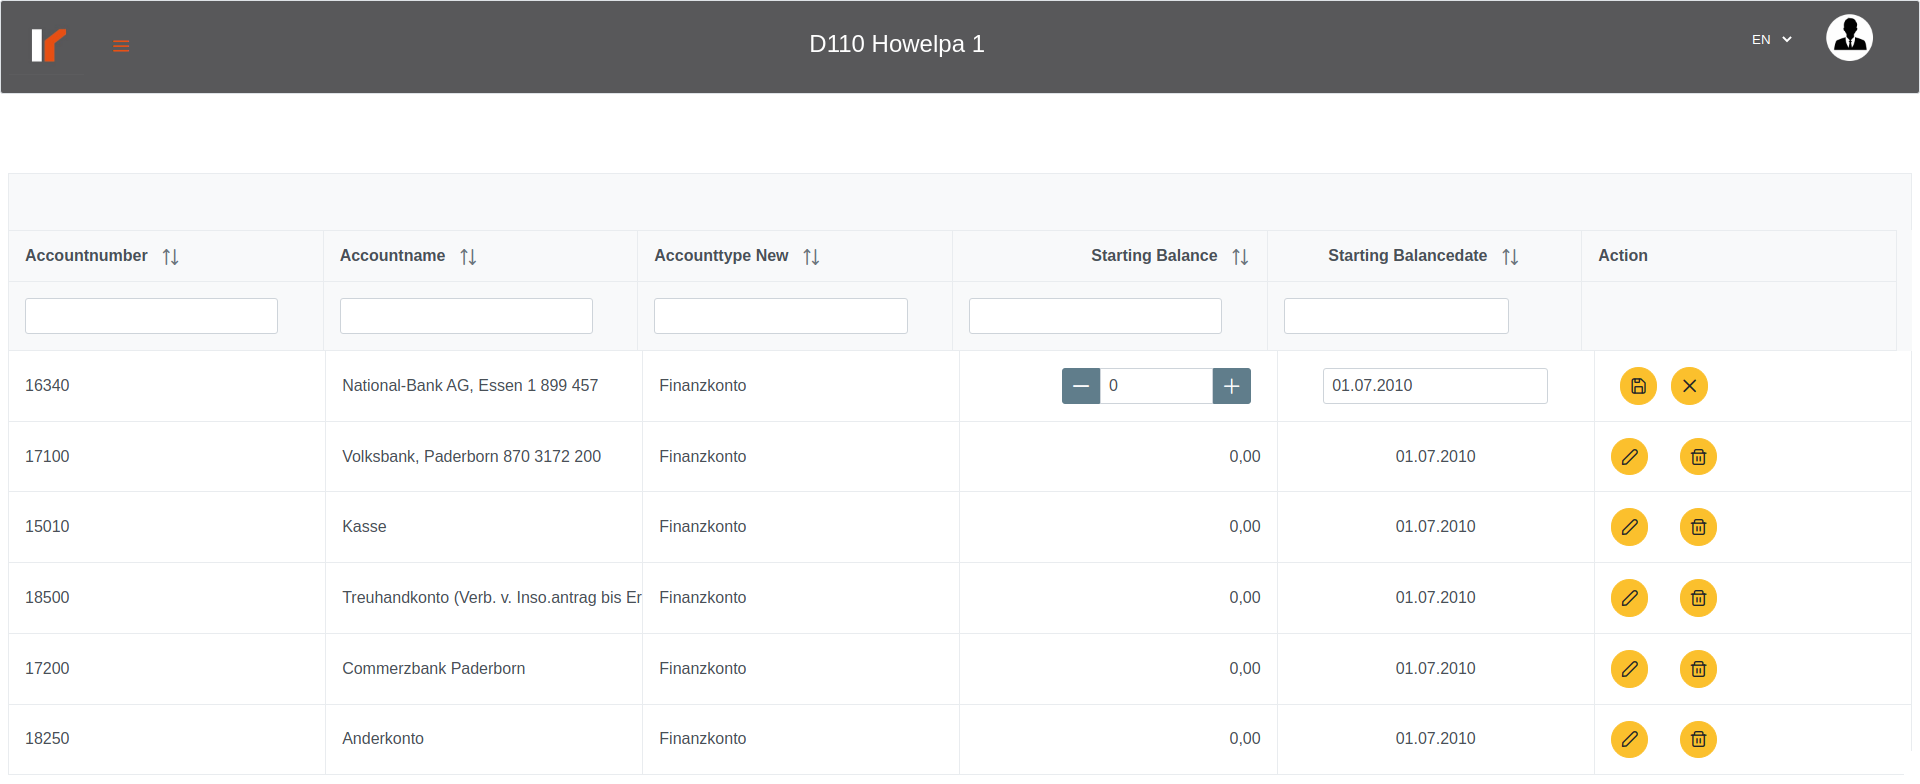 D110 Howelpa 1
EN
Accountnumber Accountname Accounttype New Starting Balance Starting Balancedate Action
16340 National-Bank AG, Essen 1 899 457 Finanzkonto 0 01.07.2010
17100 Volksbank, Paderborn 870 3172 200 Finanzkonto 0,00 01.07.2010
15010 Kasse Finanzkonto 0,00 01.07.2010
18500 Treuhandkonto (Verb. v. Inso.antrag bis Er Finanzkonto 0,00 01.07.2010
17200 Commerzbank Paderborn Finanzkonto 0,00 01.07.2010
18250 Anderkonto Finanzkonto 0,00 01.07.2010